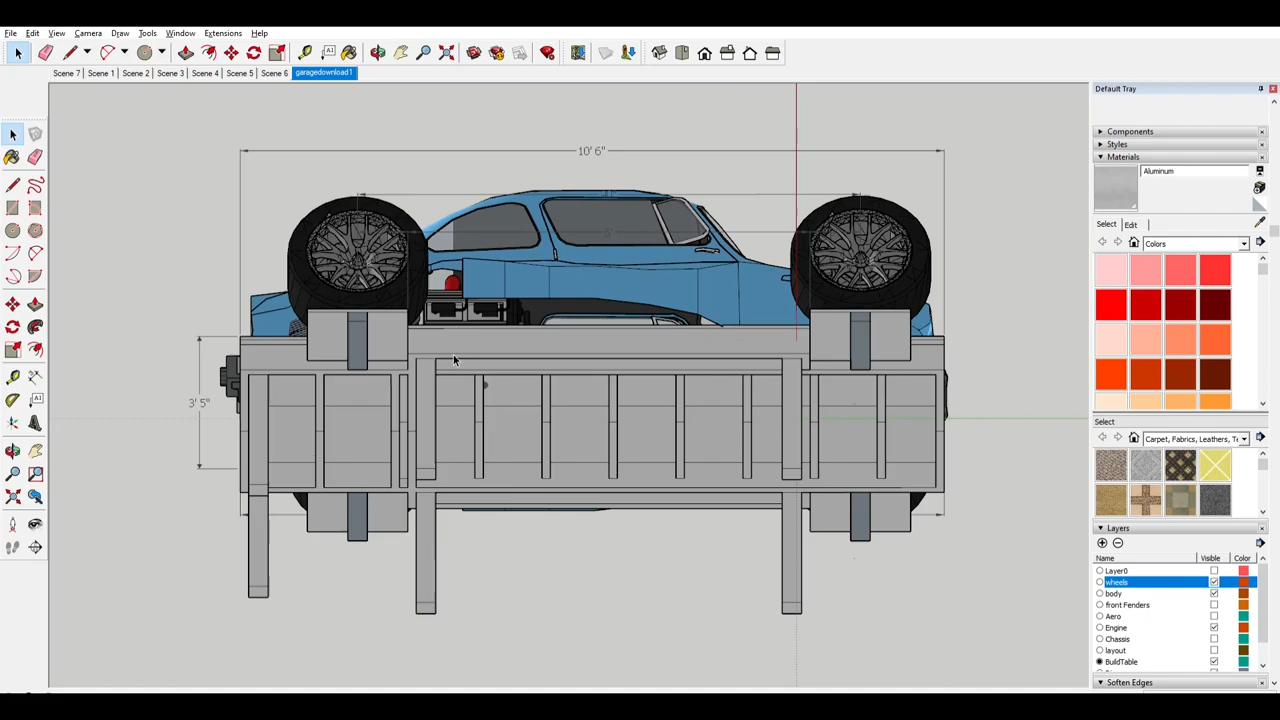 File Edit View Camera Draw Tools Window Extensions Help
Scene 7 Scene 1 Scene 2 Scene 3 Scene 4 Scene 5 Scene 6 garagedownload1
Default Tray
Components
Styles
Materials
Aluminum
Select Edit
Colors
10' 6"
3' 5"
Select
Carpet, Fabrics, Leathers, Te
Layers
Name Visible Color
Layer0
wheels
body
front Fenders
Aero
Engine
Chassis
layout
BuildTable
Soften Edges